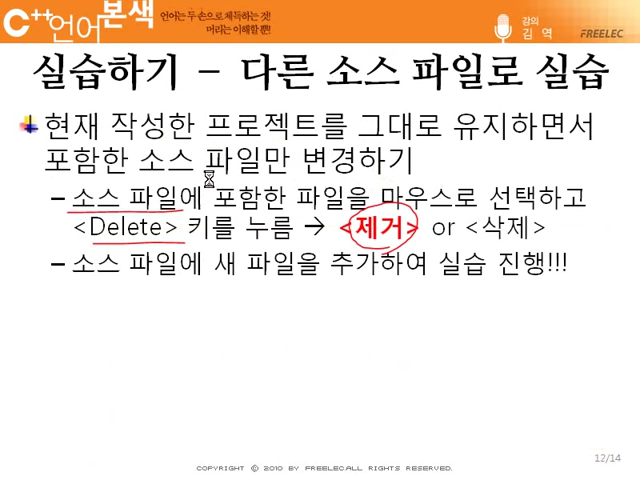 C++언어본색
언어는 두 손으로 체득하는 것!
머리는 이해할 뿐!
강의
김 역
FREELEC
실습하기 – 다른 소스 파일로 실습
현재 작성한 프로젝트를 그대로 유지하면서
포함한 소스 파일만 변경하기
– 소스 파일에 포함한 파일을 마우스로 선택하고
<Delete> 키를 누름 → <제거> or <삭제>
– 소스 파일에 새 파일을 추가하여 실습 진행!!!
12/14
COPYRIGHT ⓒ 2010 BY FREELEC.ALL RIGHTS RESERVED.